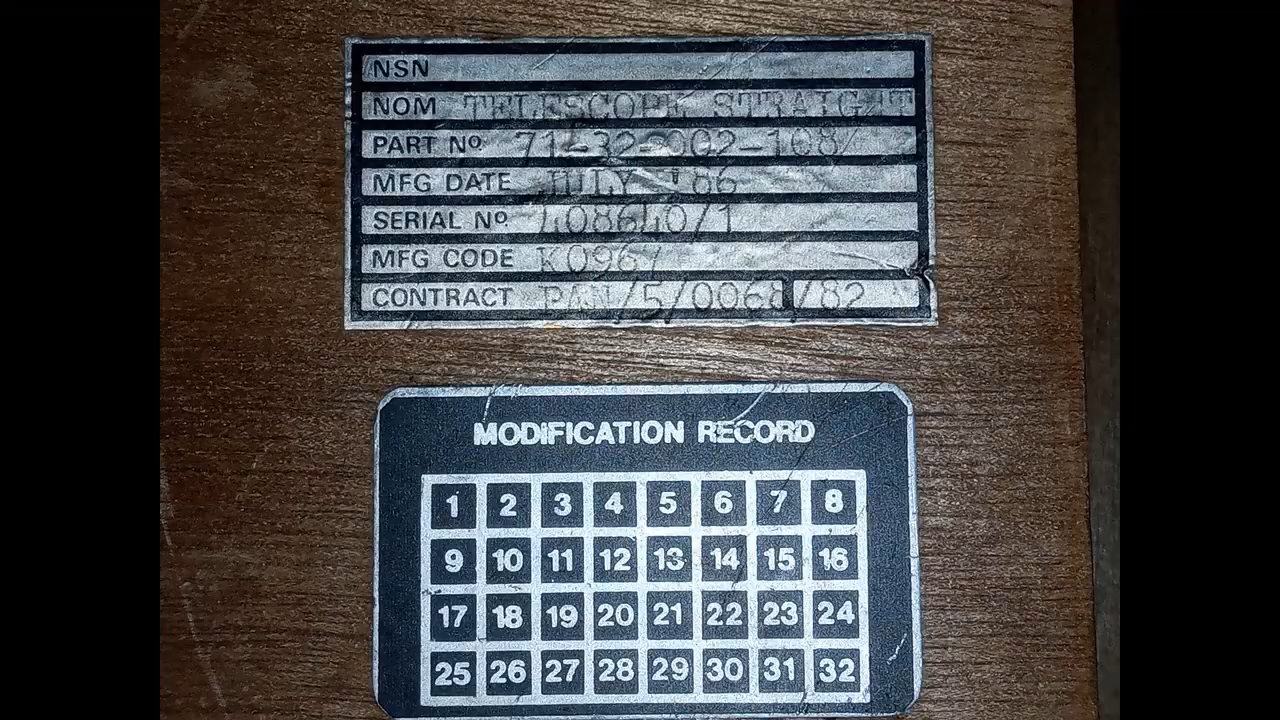 NSN
NOM TELESCOPE STRAIGHT
PART Nº 71-32-002-108/ 2
MFG DATE JULY '86
SERIAL Nº 408640/1
MFG CODE K0967
CONTRACT PAN/5/0068/82
MODIFICATION RECORD
1 2 3 4 5 6 7 8
9 10 11 12 13 14 15 16
17 18 19 20 21 22 23 24
25 26 27 28 29 30 31 32